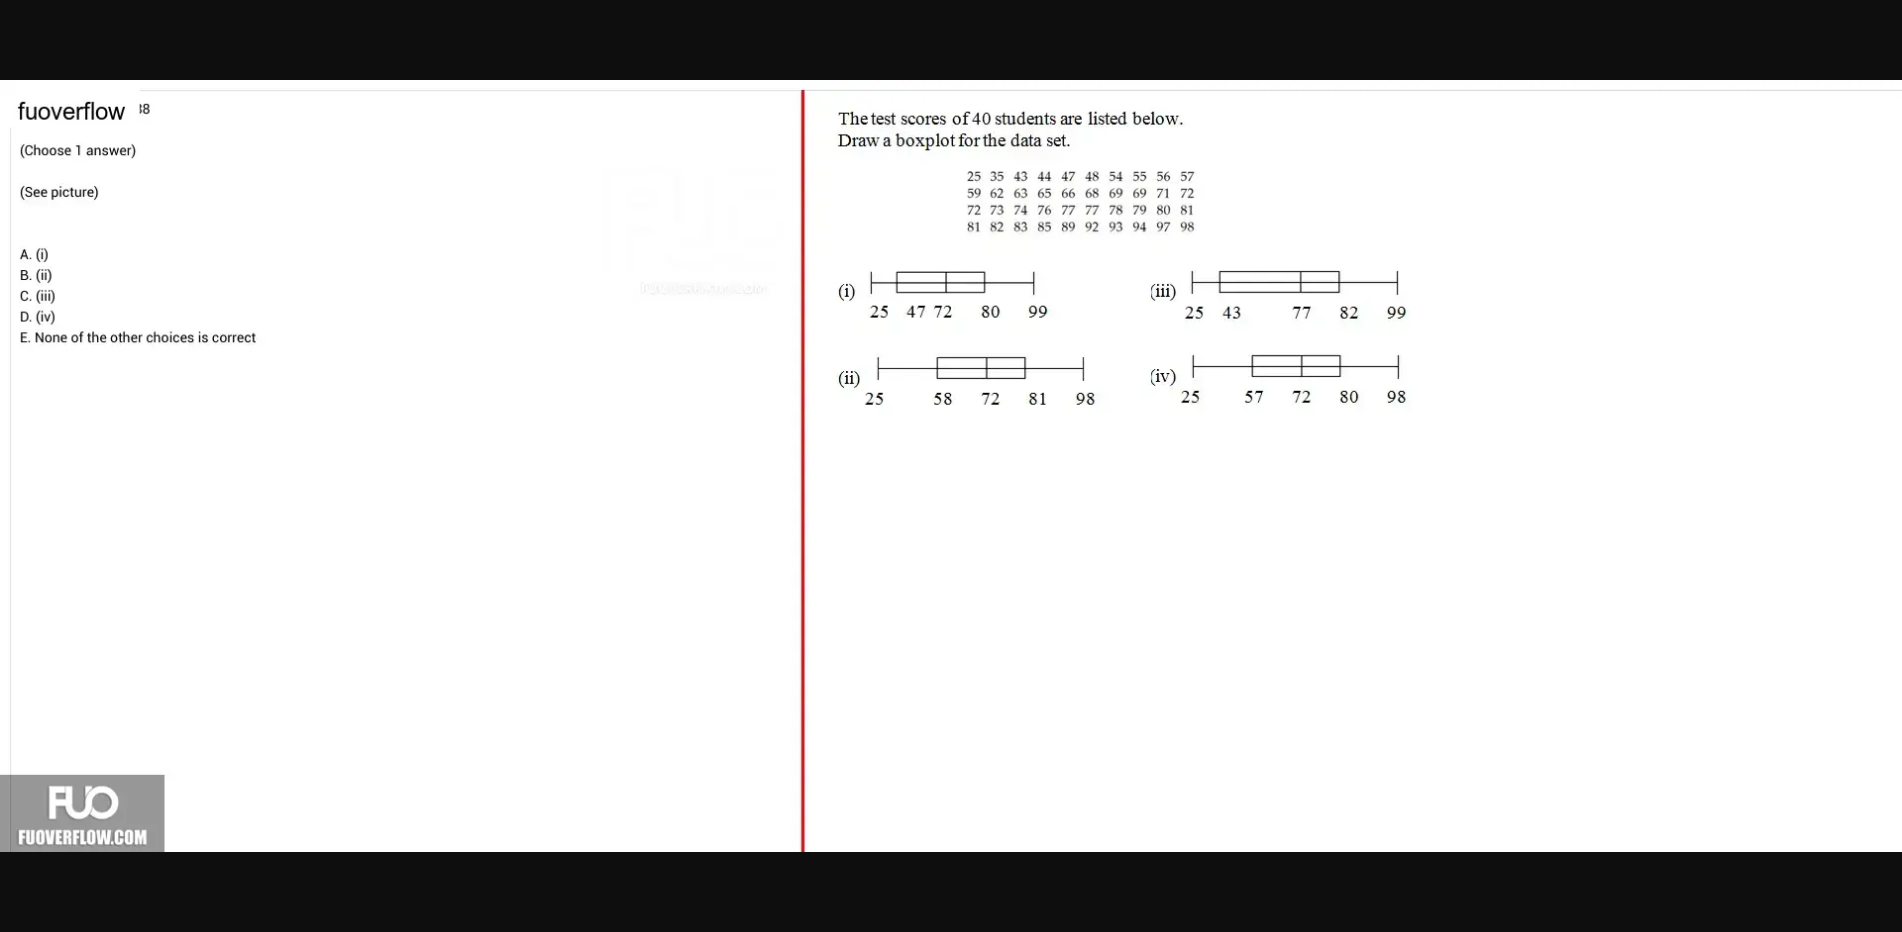 fuoverflow 38
(Choose 1 answer)
(See picture)
A. (i)
B. (ii)
C. (iii)
D. (iv)
E. None of the other choices is correct
FUO
FUOVERFLOW.COM
The test scores of 40 students are listed below.
Draw a boxplot for the data set.
25 35 43 44 47 48 54 55 56 57
59 62 63 65 66 68 69 69 71 72
72 73 74 76 77 77 78 79 80 81
81 82 83 85 89 92 93 94 97 98
(i)
25 47 72 80 99
(iii)
25 43 77 82 99
(ii)
25 58 72 81 98
(iv)
25 57 72 80 98